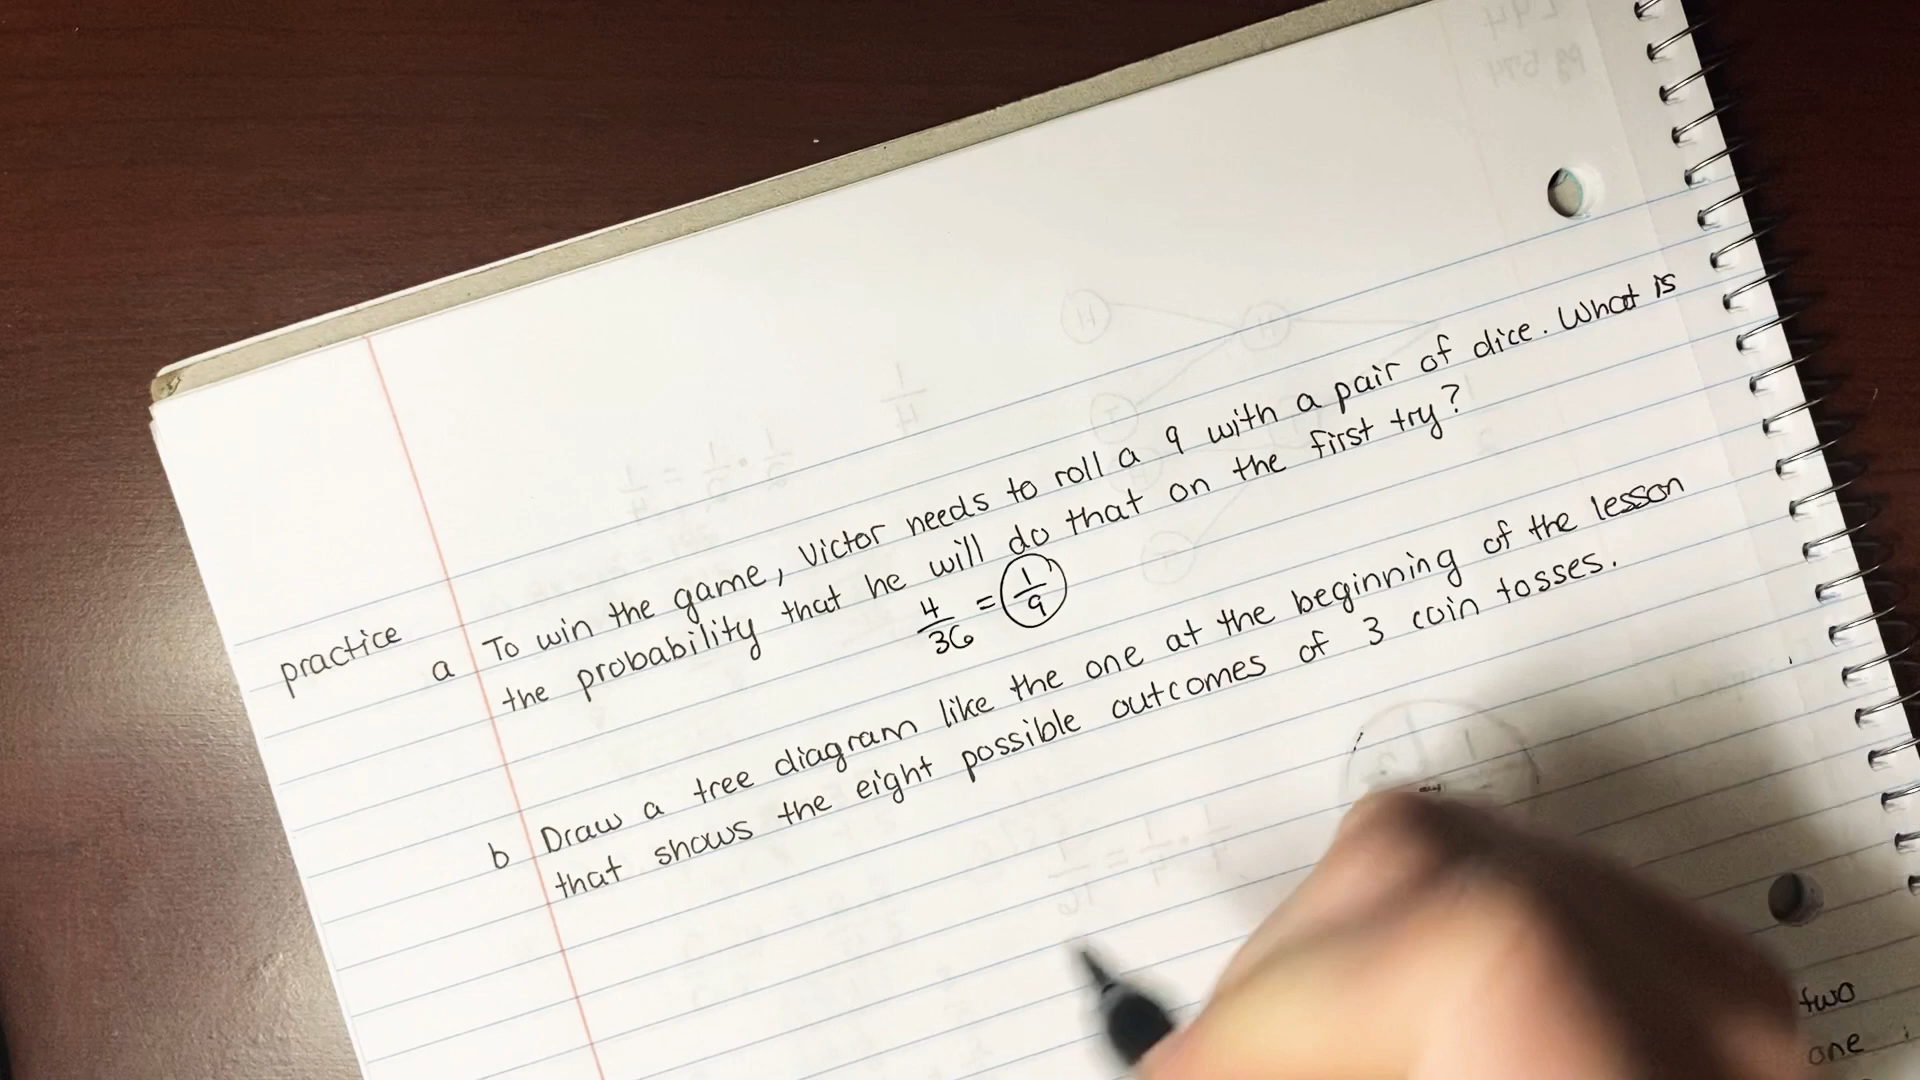 practice
a To win the game, Victor needs to roll a 9 with a pair of dice. What is
the probability that he will do that on the first try?
4/36 = 1/9
b Draw a tree diagram like the one at the beginning of the lesson
that shows the eight possible outcomes of 3 coin tosses.
two
one